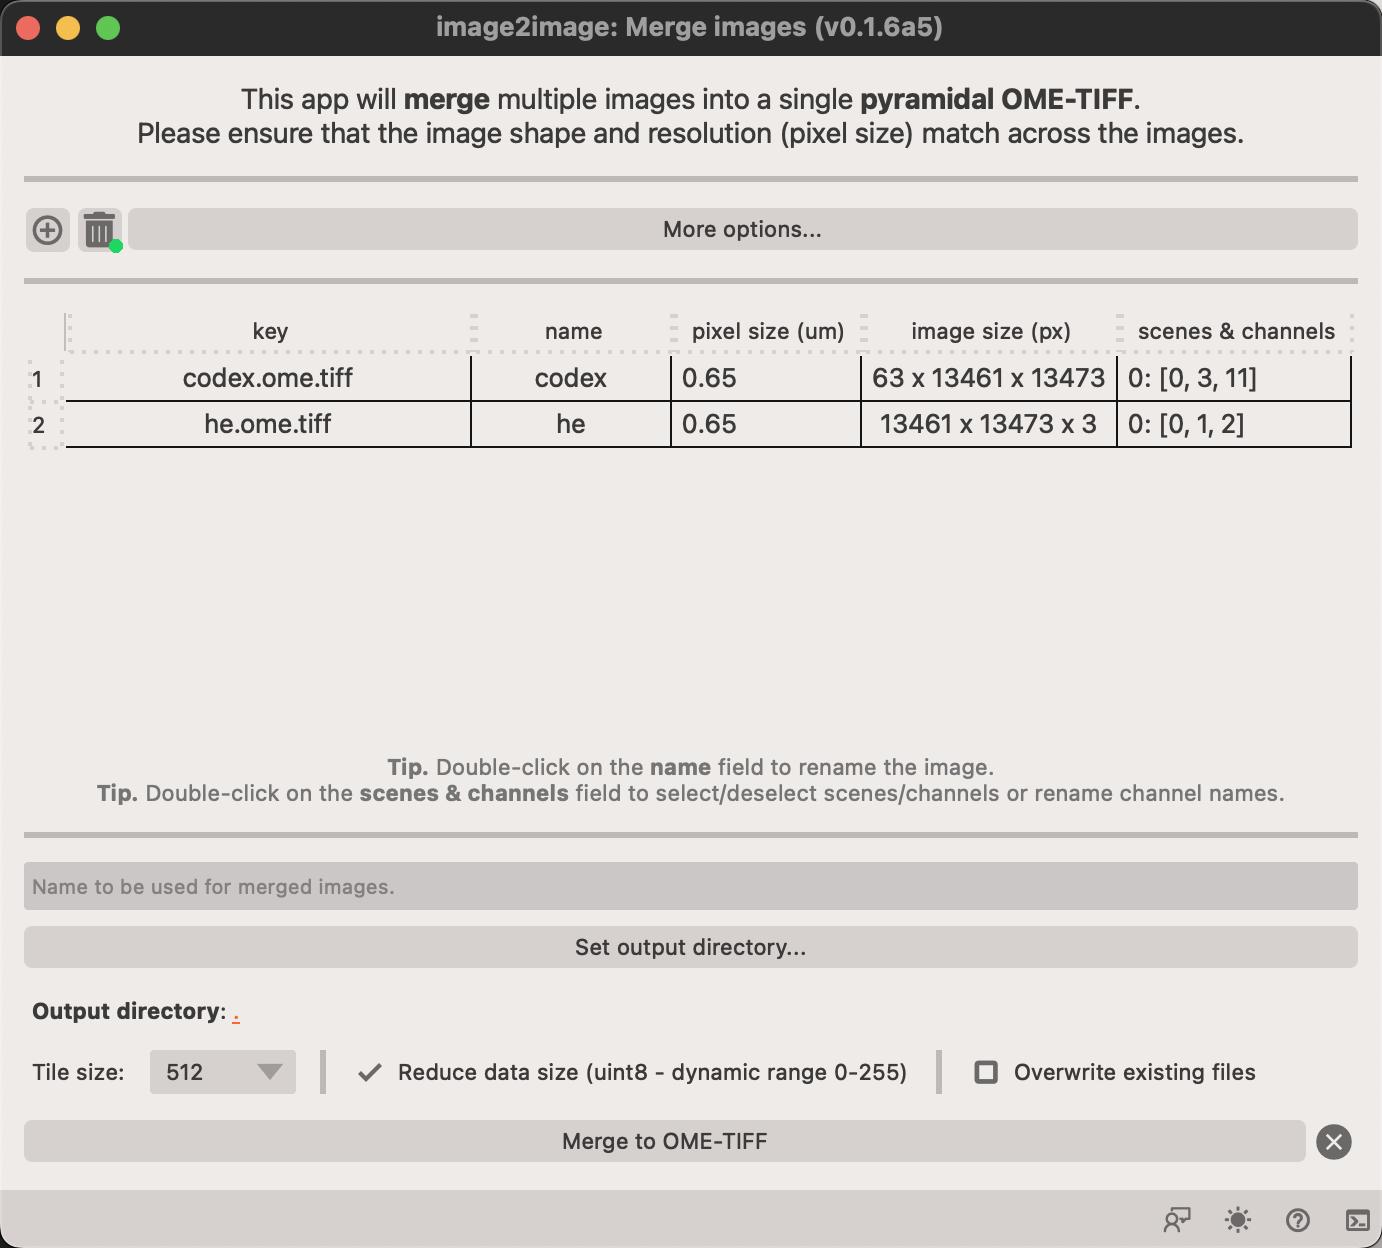 image2image: Merge images (v0.1.6a5)
This app will merge multiple images into a single pyramidal OME-TIFF.
Please ensure that the image shape and resolution (pixel size) match across the images.
More options...
key name pixel size (um) image size (px) scenes & channels
1 codex.ome.tiff codex 0.65 63 x 13461 x 13473 0: [0, 3, 11]
2 he.ome.tiff he 0.65 13461 x 13473 x 3 0: [0, 1, 2]
Tip. Double-click on the name field to rename the image.
Tip. Double-click on the scenes & channels field to select/deselect scenes/channels or rename channel names.
Name to be used for merged images.
Set output directory...
Output directory: .
Tile size: 512 Reduce data size (uint8 - dynamic range 0-255) Overwrite existing files
Merge to OME-TIFF